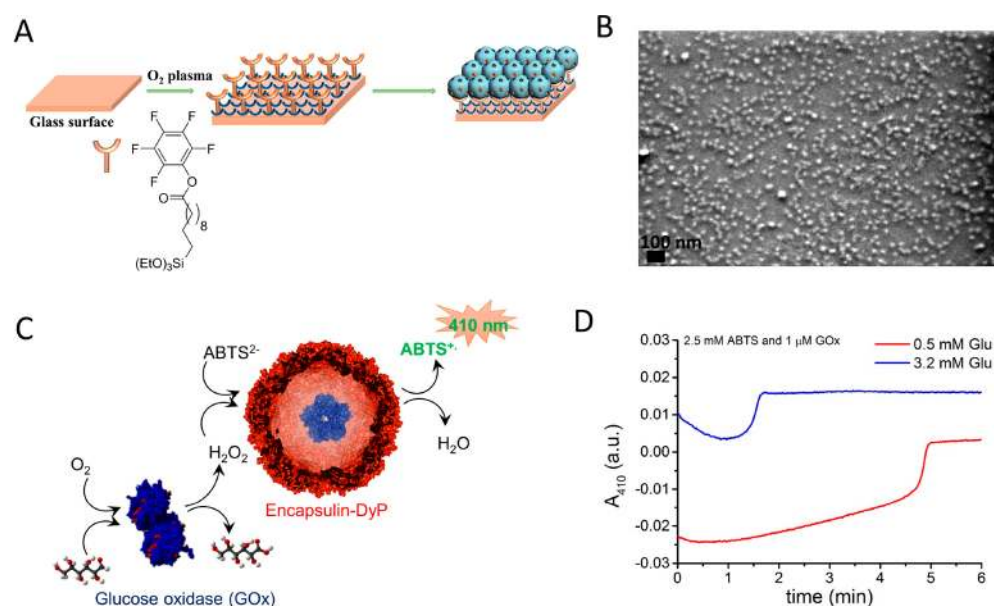 A
O₂ plasma
Glass surface
F
F
F
F
F
O
O
8
(EtO)₃Si
B
100 nm
C
410 nm
ABTS²⁻
ABTS⁺·
H₂O₂
H₂O
O₂
Encapsulin-DyP
Glucose oxidase (GOx)
D
2.5 mM ABTS and 1 μM GOx
0.5 mM Glu
3.2 mM Glu
0.03
0.02
0.01
0.00
-0.01
-0.02
-0.03
A₄₁₀ (a.u.)
0 1 2 3 4 5 6
time (min)